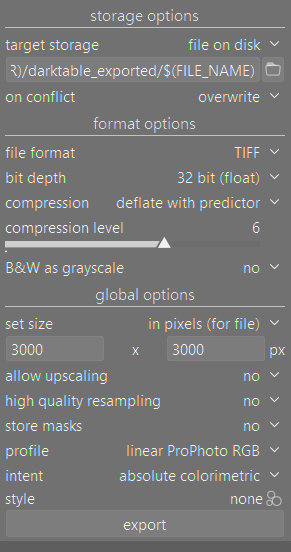 storage options
target storage file on disk
R)/darktable_exported/$(FILE_NAME)
on conflict overwrite
format options
file format TIFF
bit depth 32 bit (float)
compression deflate with predictor
compression level 6
B&W as grayscale no
global options
set size in pixels (for file)
3000 x 3000 px
allow upscaling no
high quality resampling no
store masks no
profile linear ProPhoto RGB
intent absolute colorimetric
style none
export